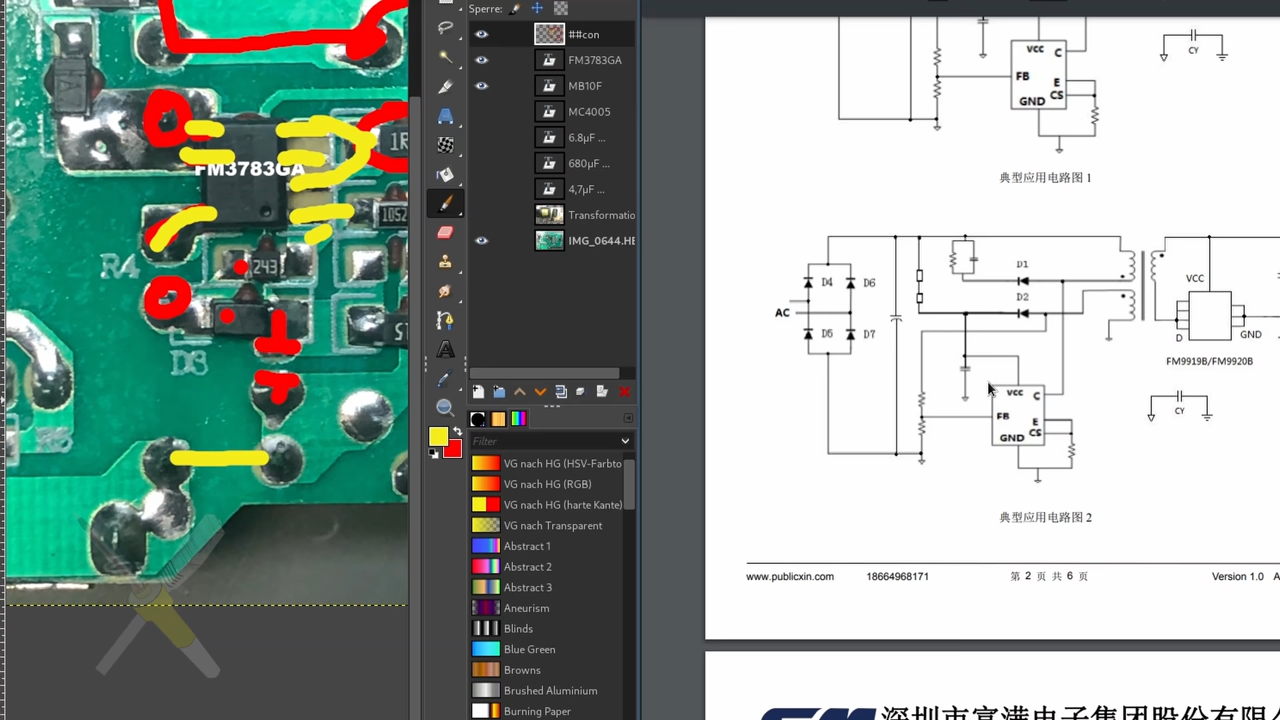 FM3783GA
R4
243
1052
D8
1R
A
Sperre:
##con
FM3783GA
MB10F
MC4005
6.8µF ...
680µF ...
4,7µF ...
Transformatio
IMG_0644.HE
Filter
VG nach HG (HSV-Farbto
VG nach HG (RGB)
VG nach HG (harte Kante)
VG nach Transparent
Abstract 1
Abstract 2
Abstract 3
Aneurism
Blinds
Blue Green
Browns
Brushed Aluminium
Burning Paper
VCC
C
FB
E
CS
GND
CY
典型应用电路图 1
D4
D6
D5
D7
AC
D1
D2
VCC
C
FB
E
CS
GND
VCC
D
GND
FM9919B/FM9920B
CY
典型应用电路图 2
www.publicxin.com 18664968171 第 2 页 共 6 页 Version 1.0 A
深圳市富满电子集团股份有限